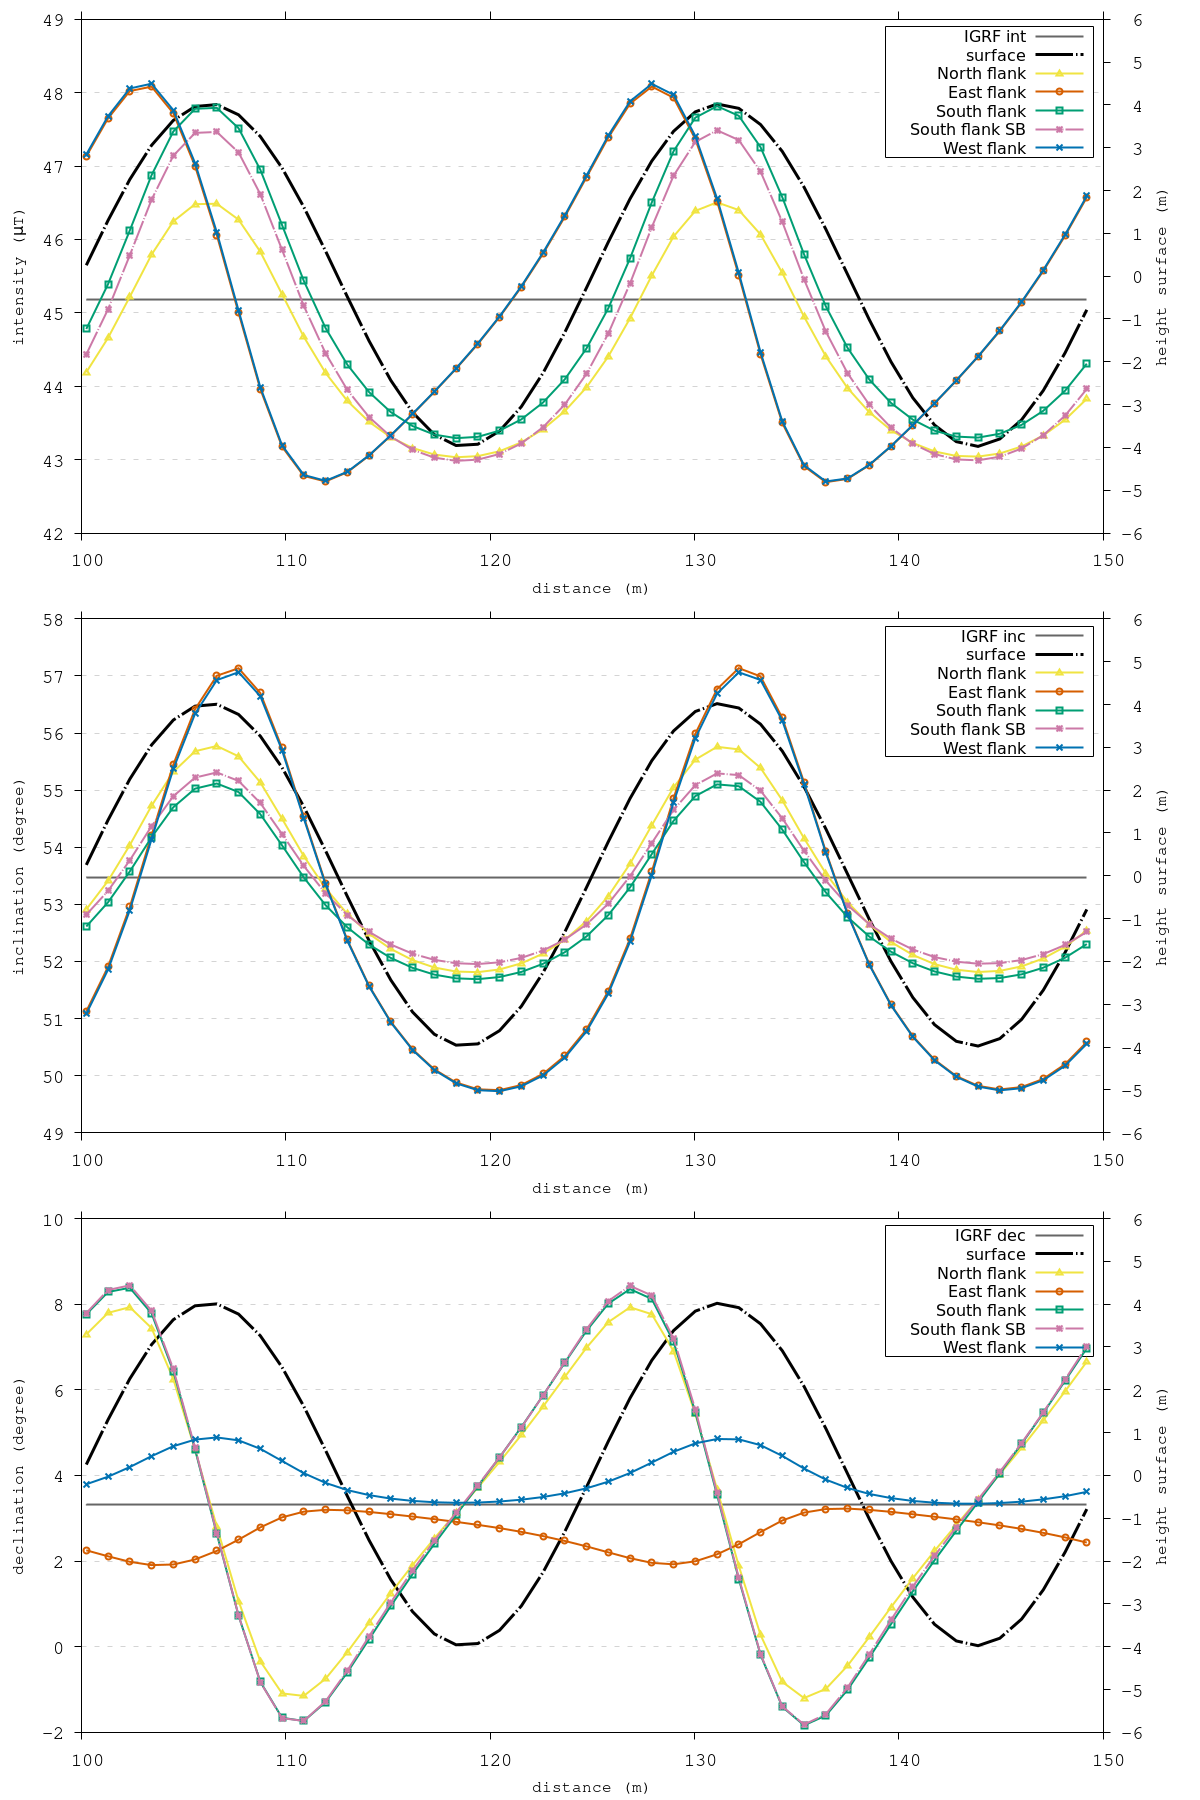 49
48
47
46
45
44
43
42
6
5
4
3
2
1
0
−1
−2
−3
−4
−5
−6
100
110
120
130
140
150
intensity (μT)
height surface (m)
distance (m)
IGRF int
surface
North flank
East flank
South flank
South flank SB
West flank
58
57
56
55
54
53
52
51
50
49
6
5
4
3
2
1
0
−1
−2
−3
−4
−5
−6
100
110
120
130
140
150
inclination (degree)
height surface (m)
distance (m)
IGRF inc
surface
North flank
East flank
South flank
South flank SB
West flank
10
8
6
4
2
0
−2
6
5
4
3
2
1
0
−1
−2
−3
−4
−5
−6
100
110
120
130
140
150
declination (degree)
height surface (m)
distance (m)
IGRF dec
surface
North flank
East flank
South flank
South flank SB
West flank